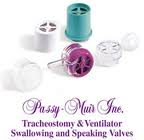 Passy-Muir Inc.
Tracheostomy & Ventilator
Swallowing and Speaking Valves